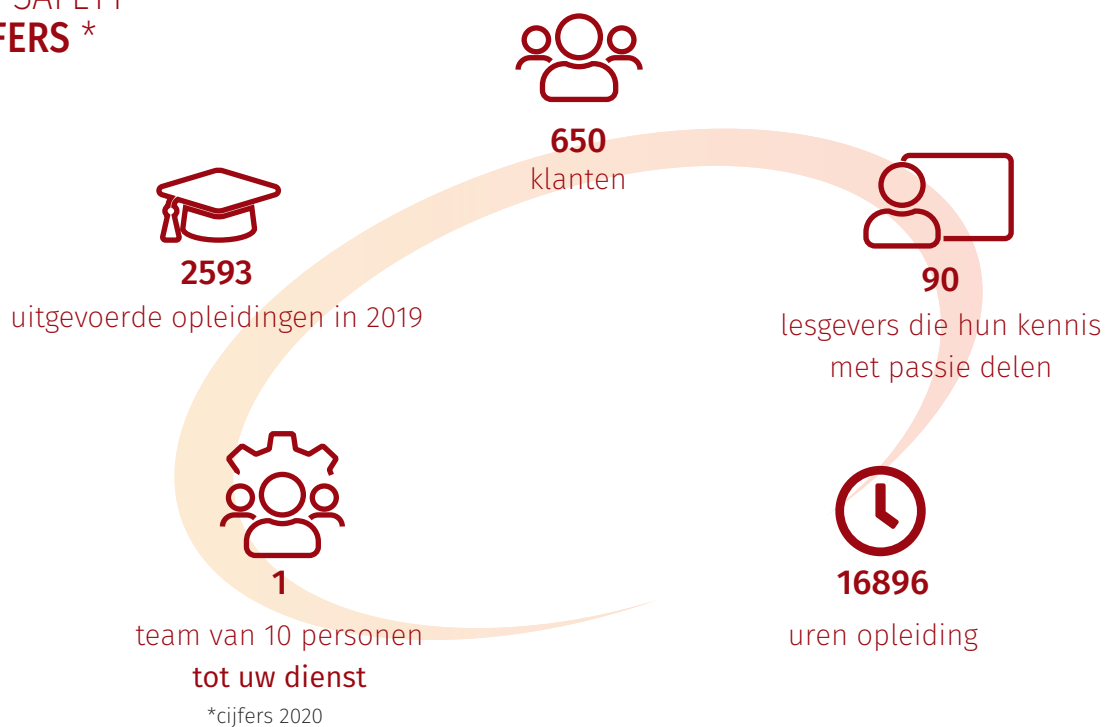 SAFETY
FERS *
650
klanten
2593
uitgevoerde opleidingen in 2019
90
lesgevers die hun kennis
met passie delen
1
team van 10 personen
tot uw dienst
*cijfers 2020
16896
uren opleiding